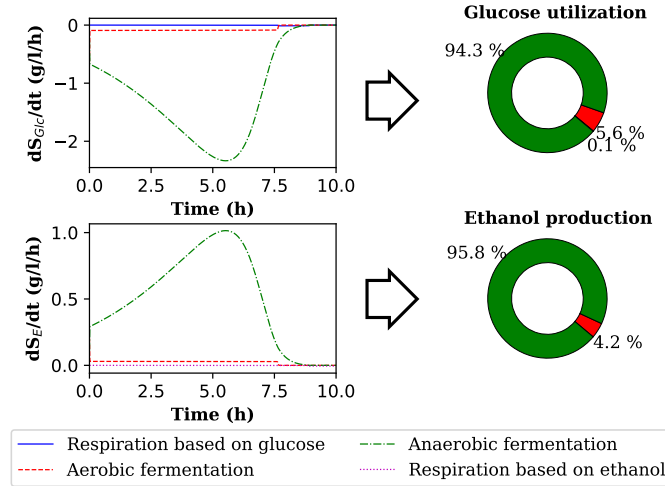 Glucose utilization
94.3 %
5.6 %
0.1 %
dS_Glc/dt (g/l/h)
0
−1
−2
0.0 2.5 5.0 7.5 10.0
Time (h)
Ethanol production
95.8 %
4.2 %
dS_E/dt (g/l/h)
1.0
0.5
0.0
0.0 2.5 5.0 7.5 10.0
Time (h)
Respiration based on glucose
Aerobic fermentation
Anaerobic fermentation
Respiration based on ethanol